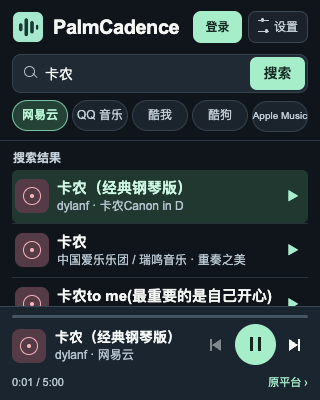 PalmCadence 登录 设置
卡农 搜索
网易云 QQ 音乐 酷我 酷狗 Apple Music
搜索结果
卡农（经典钢琴版）
dylanf · 卡农Canon in D
卡农
中国爱乐乐团 / 瑞鸣音乐 · 重奏之美
卡农to me(最重要的是自己开心)
卡农（经典钢琴版）
dylanf · 网易云
0:01 / 5:00 原平台 ›